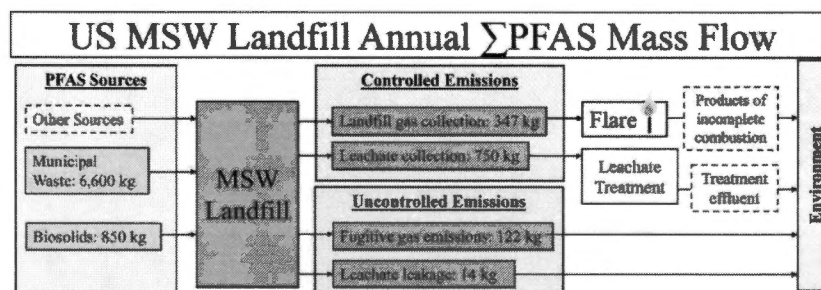 US MSW Landfill Annual ∑PFAS Mass Flow
PFAS Sources
Other Sources
Municipal
Waste: 6,600 kg
Biosolids: 850 kg
MSW
Landfill
Controlled Emissions
Landfill gas collection: 347 kg
Leachate collection: 750 kg
Uncontrolled Emissions
Fugitive gas emissions: 122 kg
Leachate leakage: 14 kg
Flare
Leachate
Treatment
Products of
incomplete
combustion
Treatment
effluent
Environment